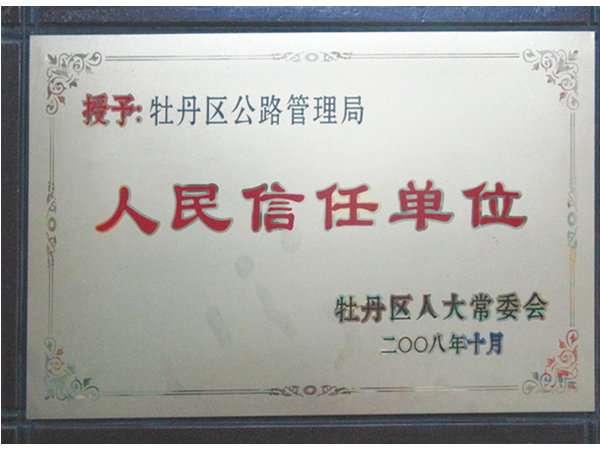 授予:牡丹区公路管理局
人民信任单位
牡丹区人大常委会
二〇〇八年十月